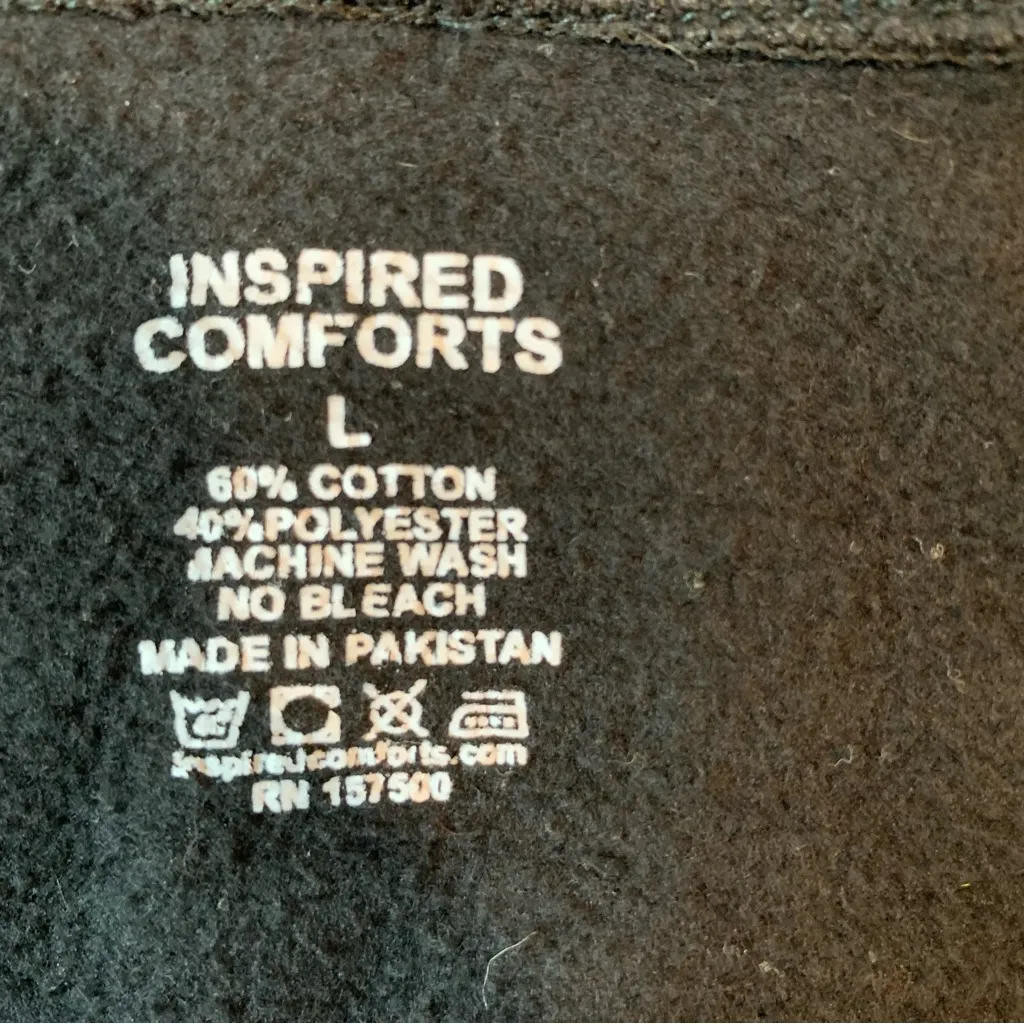 INSPIRED
COMFORTS
L
60% COTTON
40% POLYESTER
MACHINE WASH
NO BLEACH
MADE IN PAKISTAN
inspiredcomforts.com
RN 157500